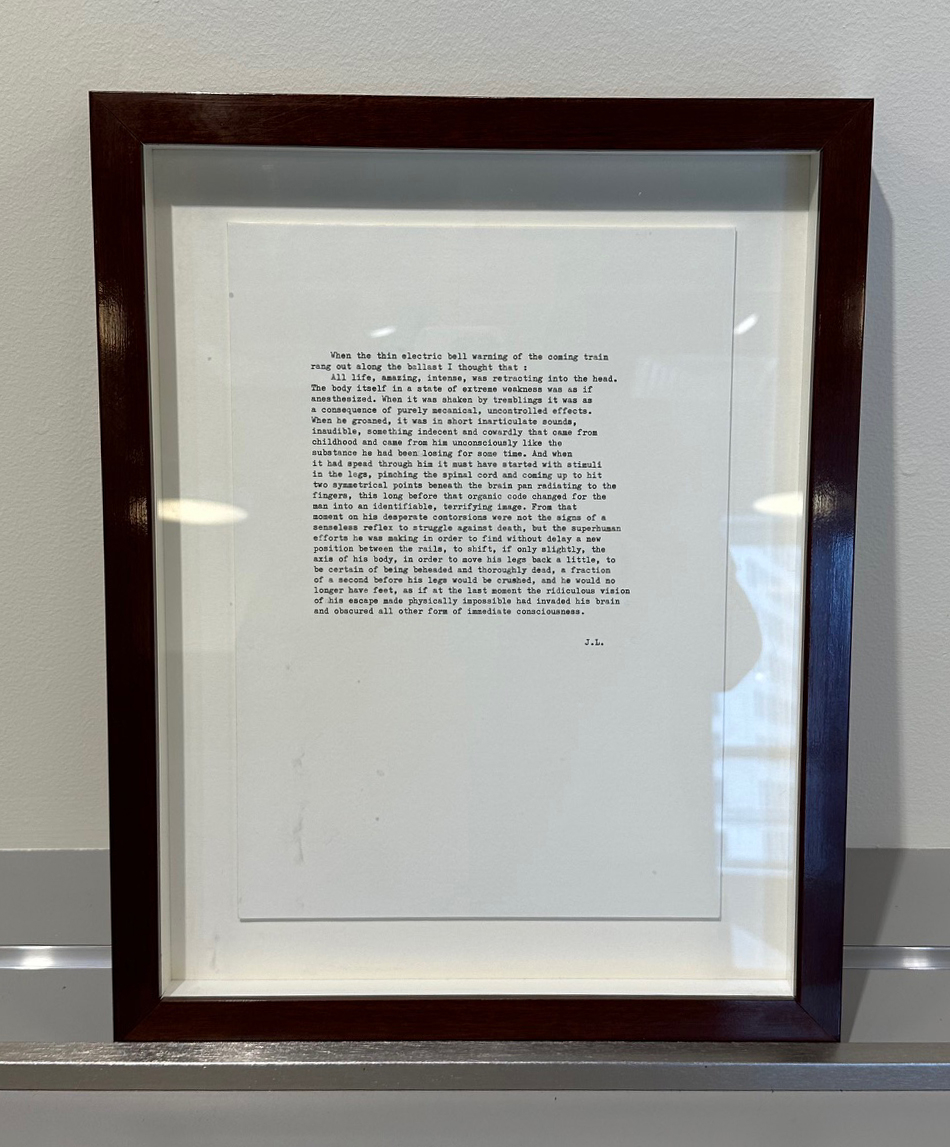 When the thin electric bell warning of the coming train
rang out along the ballast I thought that :
All life, amazing, intense, was retracting into the head.
The body itself in a state of extreme weakness was as if
anesthesized. When it was shaken by tremblings it was as
a consequence of purely mecanical, uncontrolled effects.
When he groaned, it was in short inarticulate sounds,
inaudible, something indecent and cowardly that came from
childhood and came from him unconsciously like the
substance he had been losing for some time. And when
it had spead through him it must have started with stimuli
in the legs, pinching the spinal cord and coming up to hit
two symmetrical points beneath the brain pan radiating to the
fingers, this long before that organic code changed for the
man into an identifiable, terrifying image. From that
moment on his desperate contorsions were not the signs of a
senseless reflex to struggle against death, but the superhuman
efforts he was making in order to find without delay a new
position between the rails, to shift, if only slightly, the
axis of his body, in order to move his legs back a little, to
be certain of being beheaded and thoroughly dead, a fraction
of a second before his legs would be crushed, and he would no
longer have feet, as if at the last moment the ridiculous vision
of his escape made physically impossible had invaded his brain
and obscured all other form of immediate consciousness.
J.L.